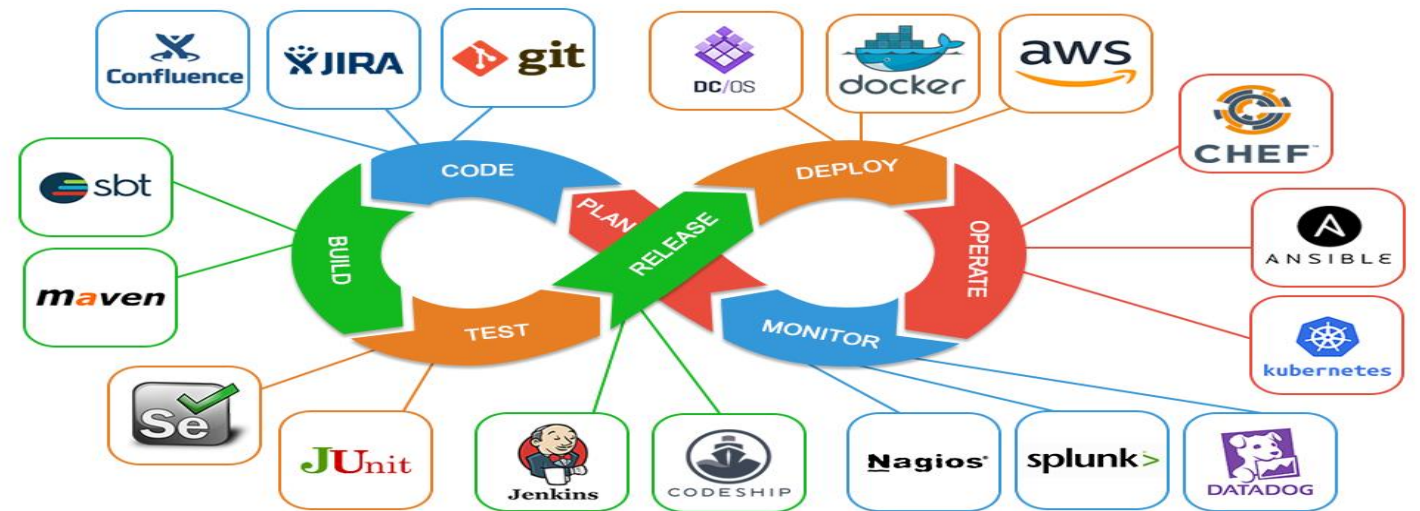 Confluence
JIRA
git
DC/OS
docker
aws
CHEF™
sbt
CODE
DEPLOY
PLAN
RELEASE
BUILD
OPERATE
ANSIBLE
maven
TEST
MONITOR
kubernetes
Se
JUnit
Jenkins
CODESHIP
Nagios®
splunk>
DATADOG